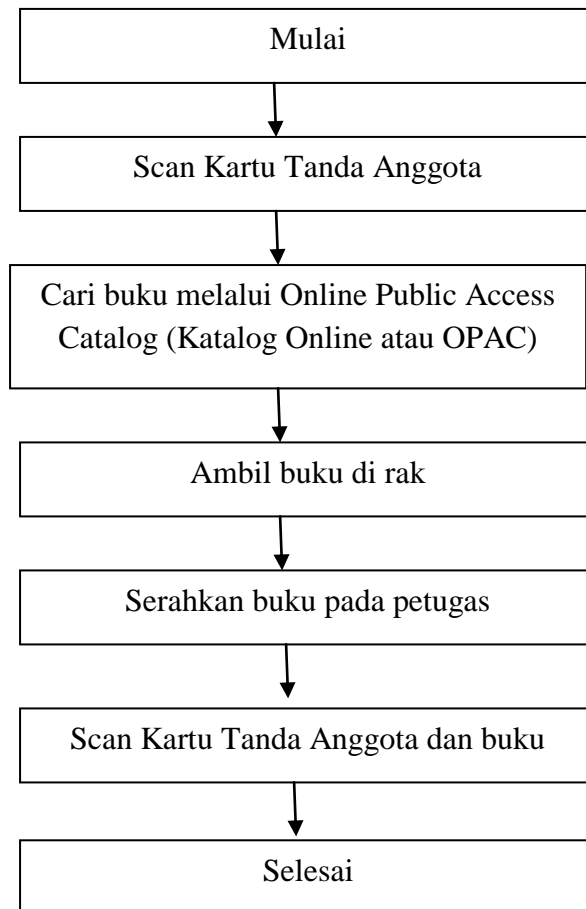 Mulai
Scan Kartu Tanda Anggota
Cari buku melalui Online Public Access
Catalog (Katalog Online atau OPAC)
Ambil buku di rak
Serahkan buku pada petugas
Scan Kartu Tanda Anggota dan buku
Selesai